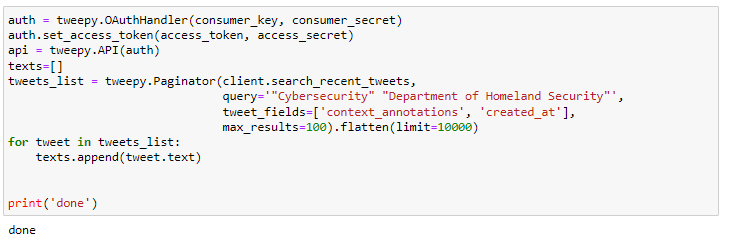 auth = tweepy.OAuthHandler(consumer_key, consumer_secret)
auth.set_access_token(access_token, access_secret)
api = tweepy.API(auth)
texts=[]
tweets_list = tweepy.Paginator(client.search_recent_tweets,
                               query='"Cybersecurity" "Department of Homeland Security"',
                               tweet_fields=['context_annotations', 'created_at'],
                               max_results=100).flatten(limit=10000)
for tweet in tweets_list:
    texts.append(tweet.text)
print('done')
done